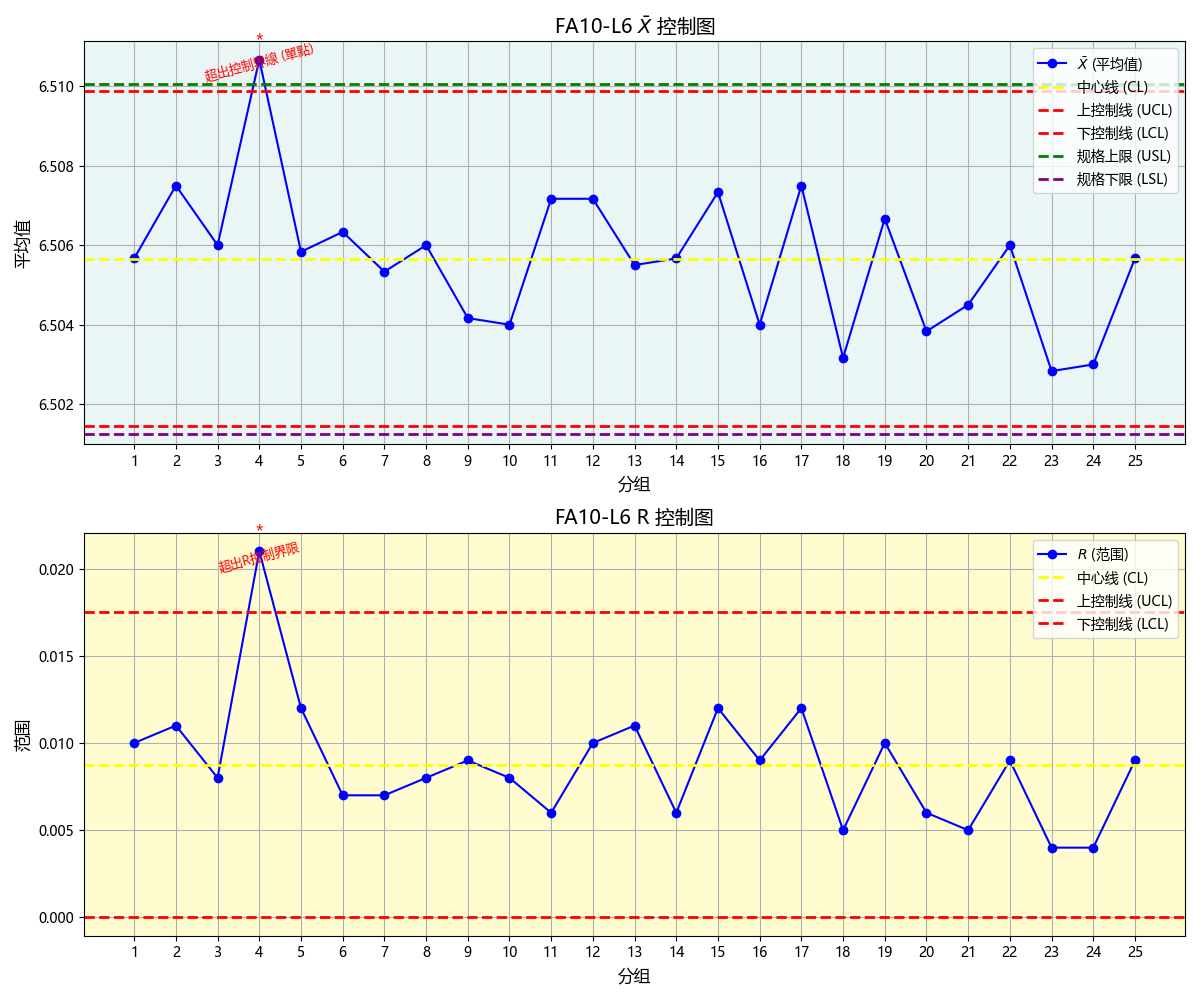 FA10-L6 X̄ 控制图
*
超出控制界線 (單點)
X̄ (平均值)
中心线 (CL)
上控制线 (UCL)
下控制线 (LCL)
规格上限 (USL)
规格下限 (LSL)
平均值
6.510
6.508
6.506
6.504
6.502
1 2 3 4 5 6 7 8 9 10 11 12 13 14 15 16 17 18 19 20 21 22 23 24 25
分组
FA10-L6 R 控制图
*
超出R控制界限
R (范围)
中心线 (CL)
上控制线 (UCL)
下控制线 (LCL)
范围
0.020
0.015
0.010
0.005
0.000
1 2 3 4 5 6 7 8 9 10 11 12 13 14 15 16 17 18 19 20 21 22 23 24 25
分组